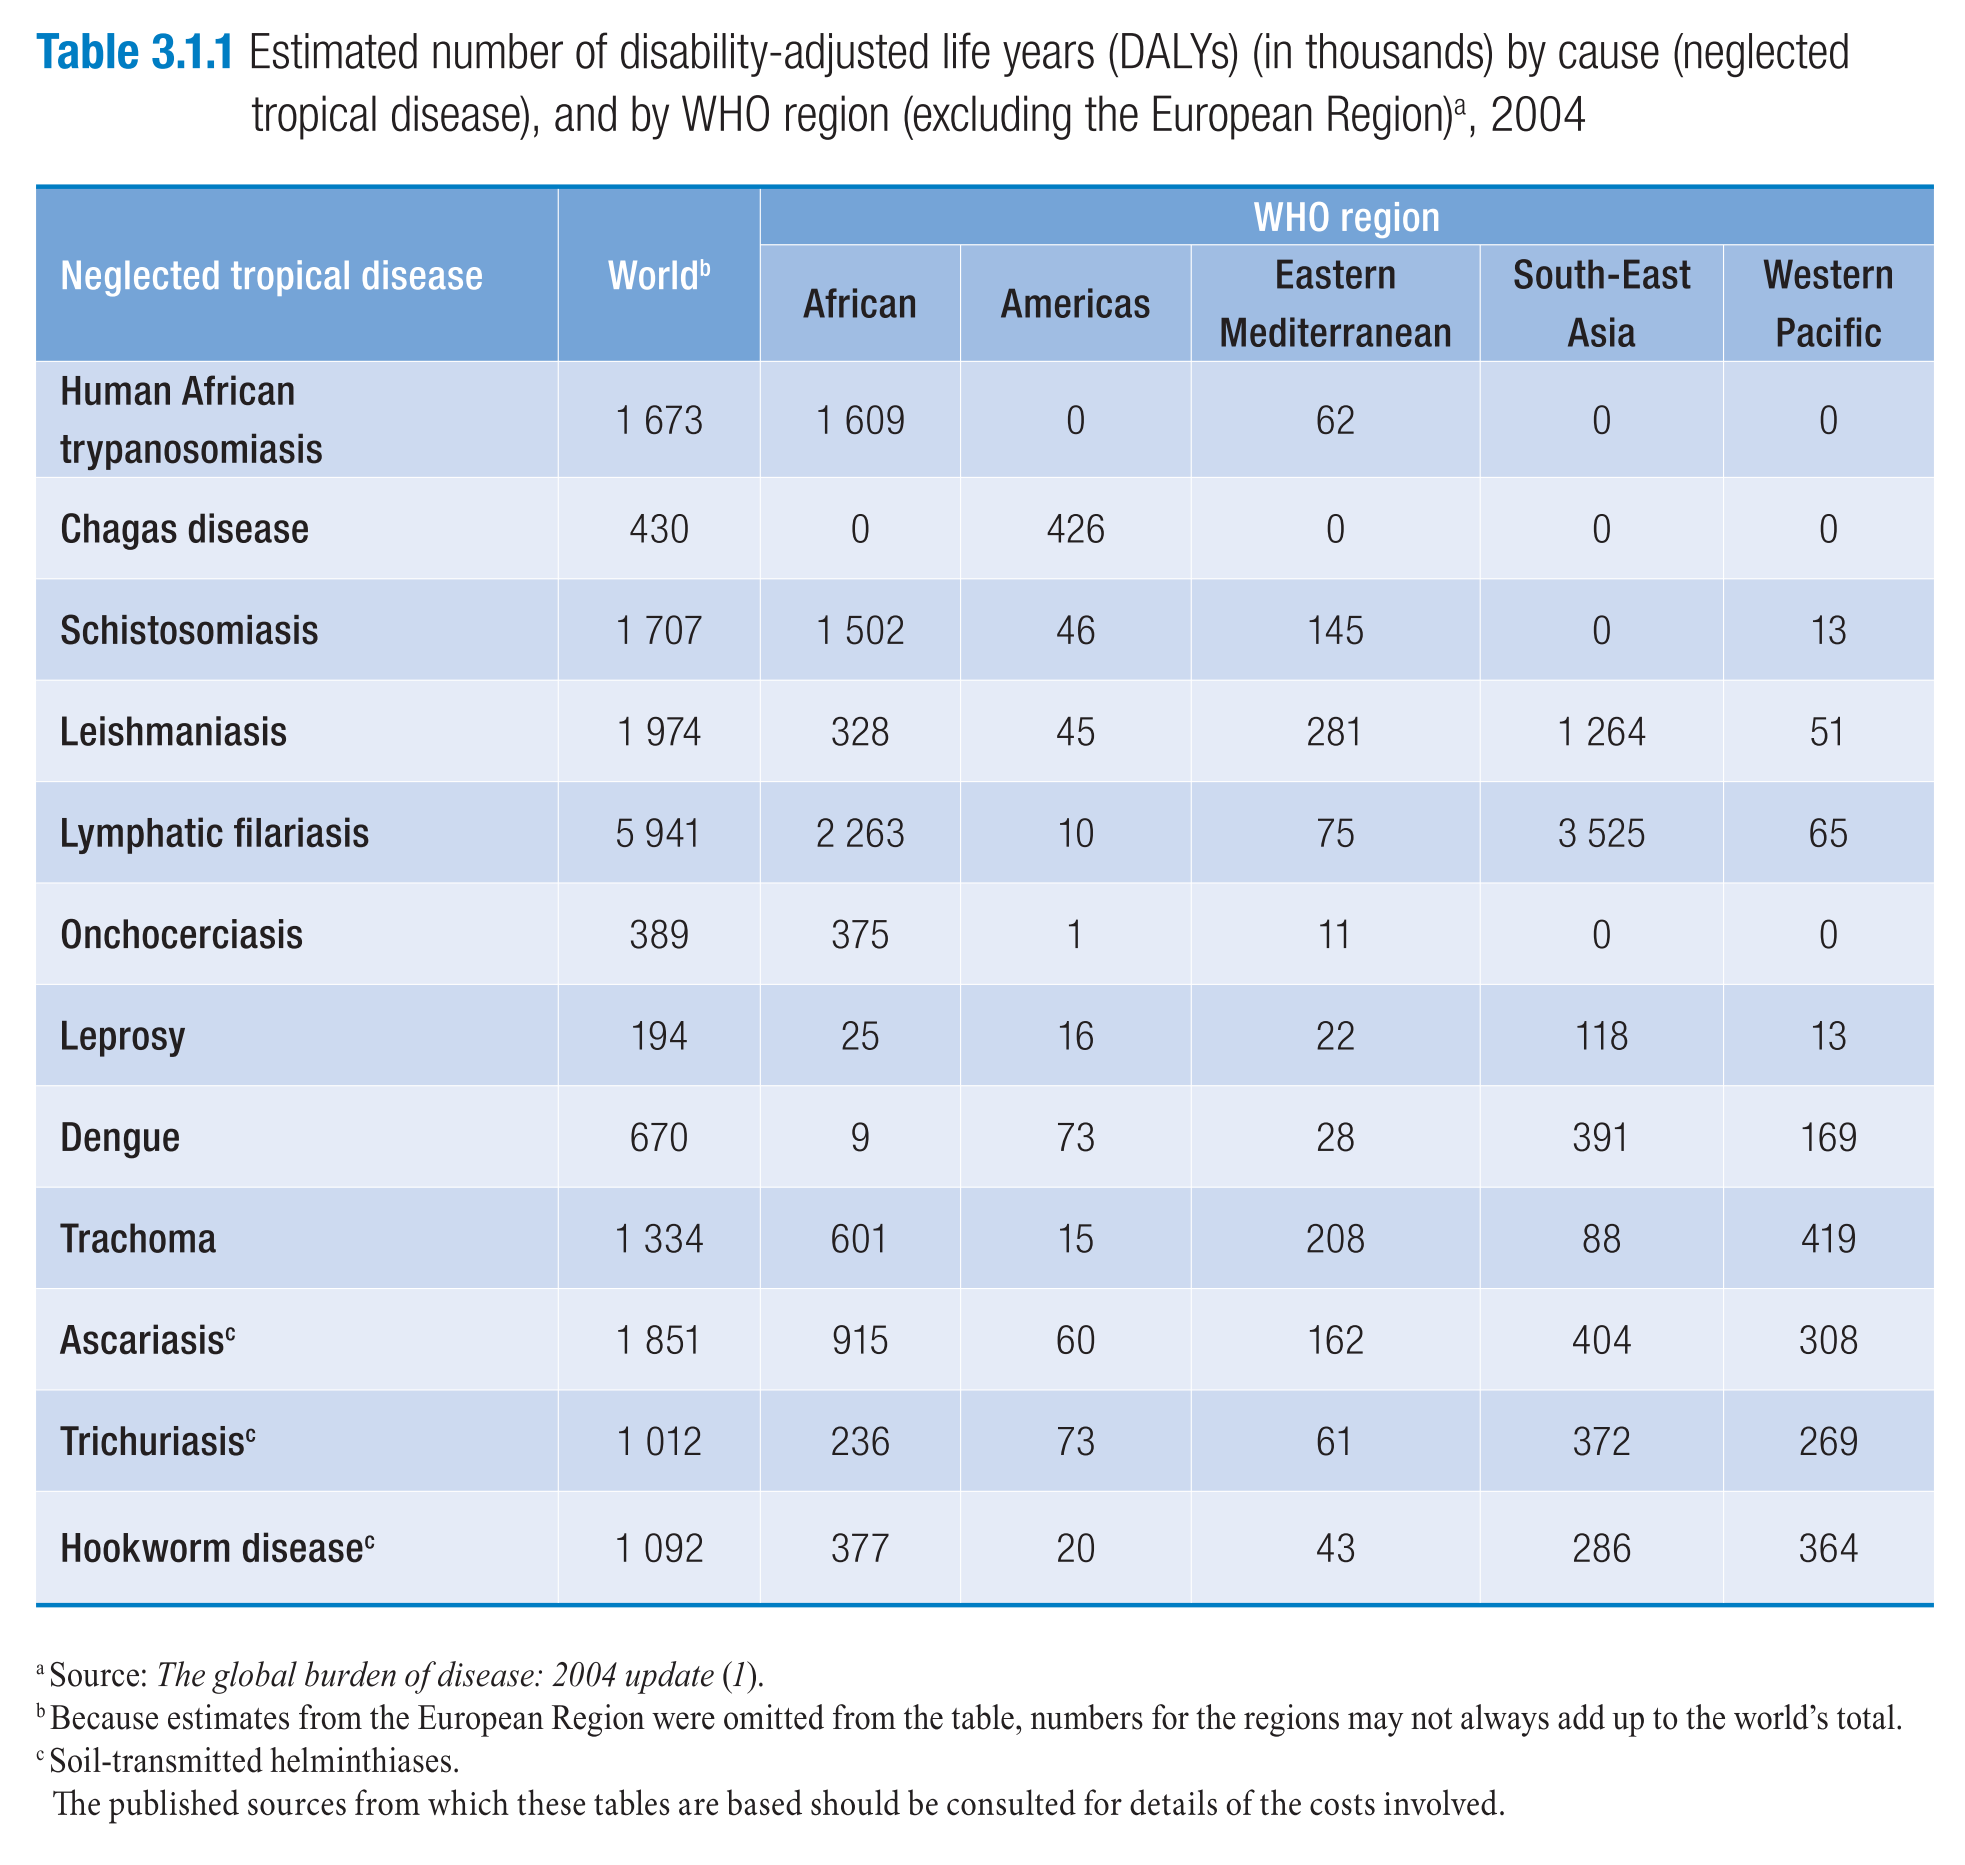 Table 3.1.1 Estimated number of disability-adjusted life years (DALYs) (in thousands) by cause (neglected
tropical disease), and by WHO region (excluding the European Region)a, 2004
Neglected tropical disease Worldb WHO region
African Americas Eastern Mediterranean South-East Asia Western Pacific
Human African trypanosomiasis 1 673 1 609 0 62 0 0
Chagas disease 430 0 426 0 0 0
Schistosomiasis 1 707 1 502 46 145 0 13
Leishmaniasis 1 974 328 45 281 1 264 51
Lymphatic filariasis 5 941 2 263 10 75 3 525 65
Onchocerciasis 389 375 1 11 0 0
Leprosy 194 25 16 22 118 13
Dengue 670 9 73 28 391 169
Trachoma 1 334 601 15 208 88 419
Ascariasisc 1 851 915 60 162 404 308
Trichuriasisc 1 012 236 73 61 372 269
Hookworm diseasec 1 092 377 20 43 286 364
a Source: The global burden of disease: 2004 update (1).
b Because estimates from the European Region were omitted from the table, numbers for the regions may not always add up to the world’s total.
c Soil-transmitted helminthiases.
The published sources from which these tables are based should be consulted for details of the costs involved.